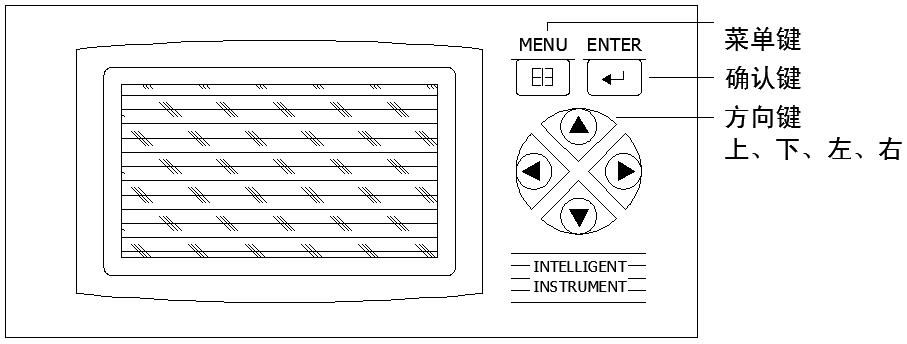 MENU ENTER
菜单键
确认键
方向键
上、下、左、右
INTELLIGENT
INSTRUMENT